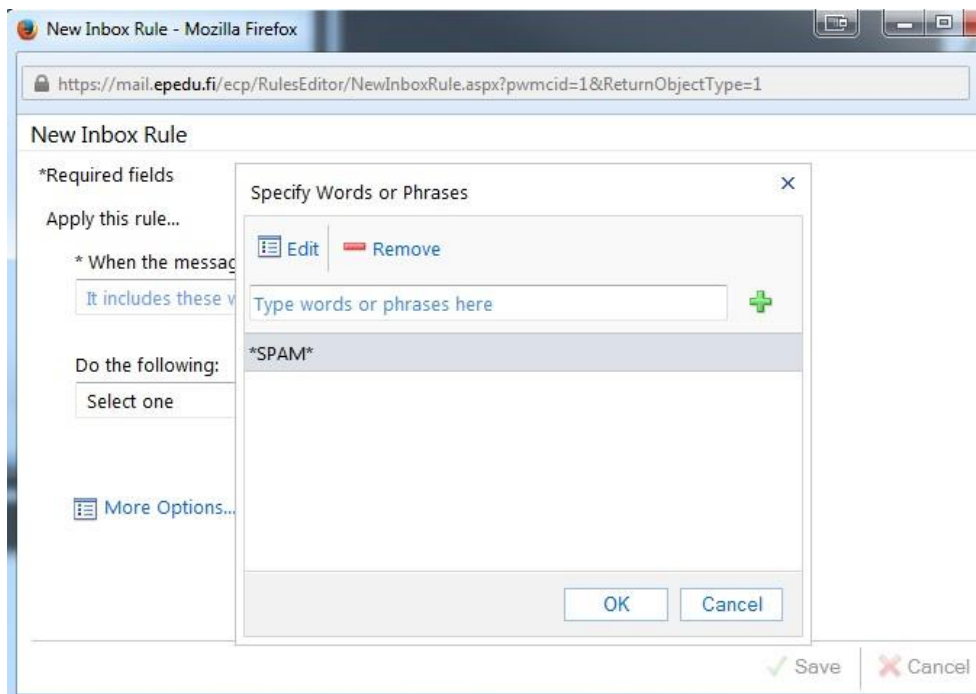 New Inbox Rule - Mozilla Firefox
https://mail.epedu.fi/ecp/RulesEditor/NewInboxRule.aspx?pwmcid=1&ReturnObjectType=1
New Inbox Rule
*Required fields
Apply this rule...
* When the messag
It includes these w
Do the following:
Select one
More Options...
Specify Words or Phrases
Edit Remove
Type words or phrases here
*SPAM*
OK Cancel
Save Cancel